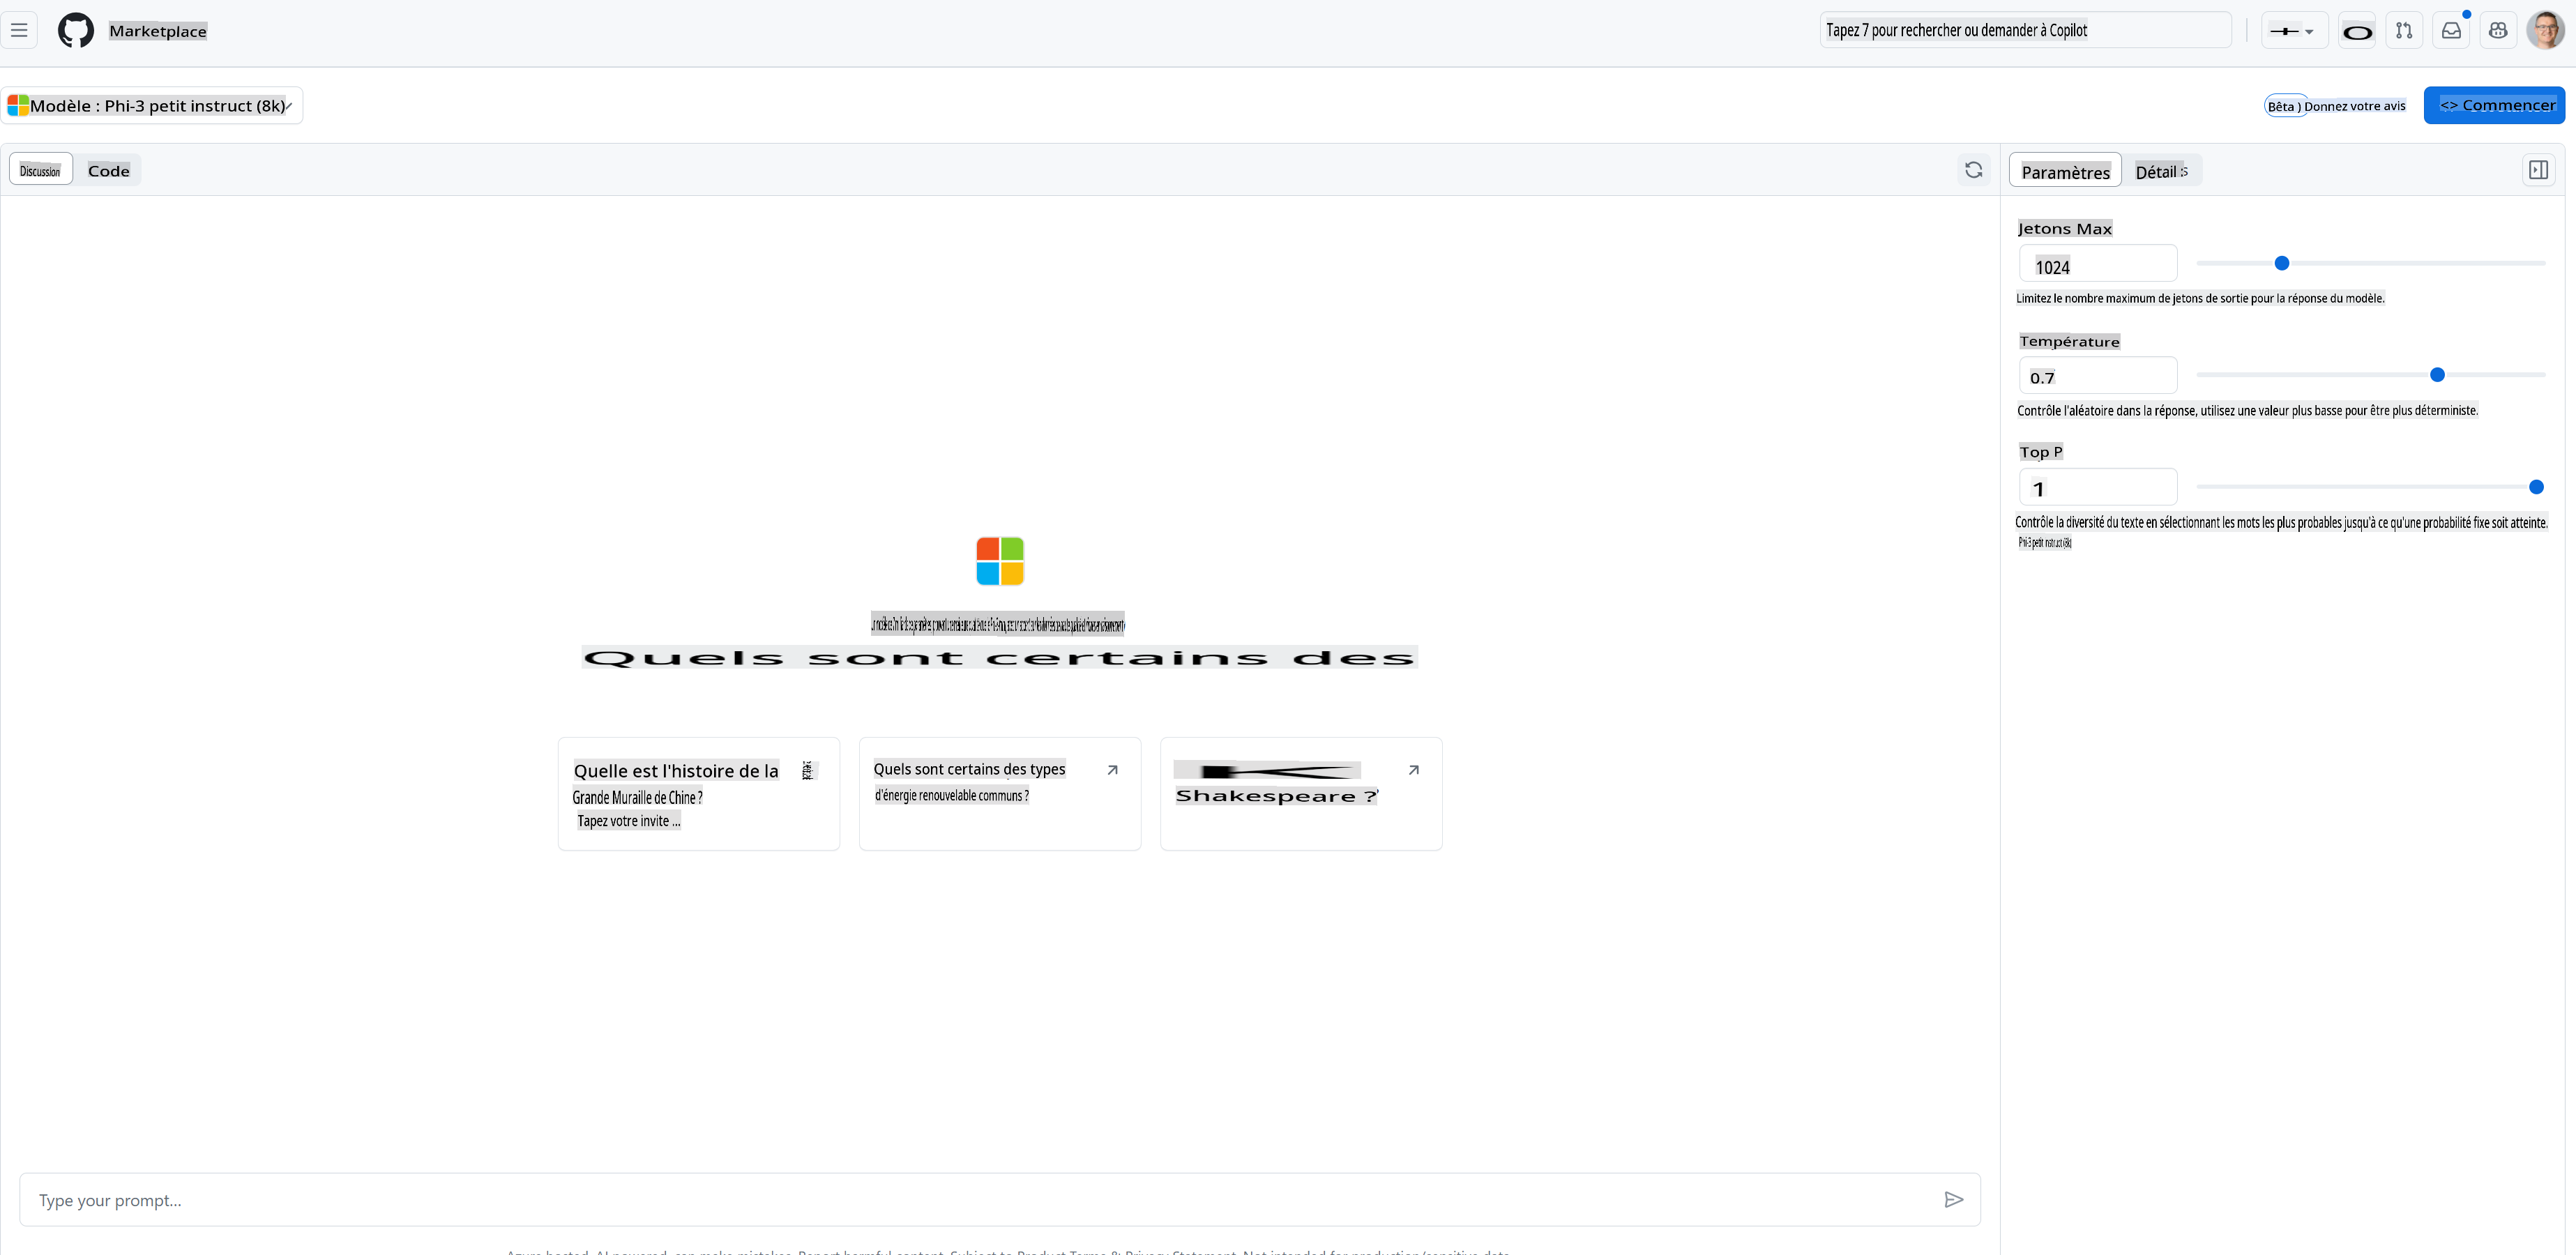 Marketplace
Tapez 7 pour rechercher ou demander à Copilot
Modèle : Phi-3 petit instruct (8k)
Bêta ) Donnez votre avis
<> Commencer
Discussion
Code
Paramètres
Détail :s
Jetons Max
1024
Limitez le nombre maximum de jetons de sortie pour la réponse du modèle.
Température
0.7
Contrôle l'aléatoire dans la réponse, utilisez une valeur plus basse pour être plus déterministe.
Top P
1
Contrôle la diversité du texte en sélectionnant les mots les plus probables jusqu'à ce qu'une probabilité fixe soit atteinte.
Phi-3 petit instruct (8k)
Quels sont certains des
Quelle est l'histoire de la
Grande Muraille de Chine ?
Tapez votre invite ...
Quels sont certains des types
d'énergie renouvelable communs ?
Shakespeare ?
Type your prompt...
Azure hosted. AI powered, can make mistakes. Report harmful content. Subject to Product Terms & Privacy Statement. Not intended for production/sensitive data.